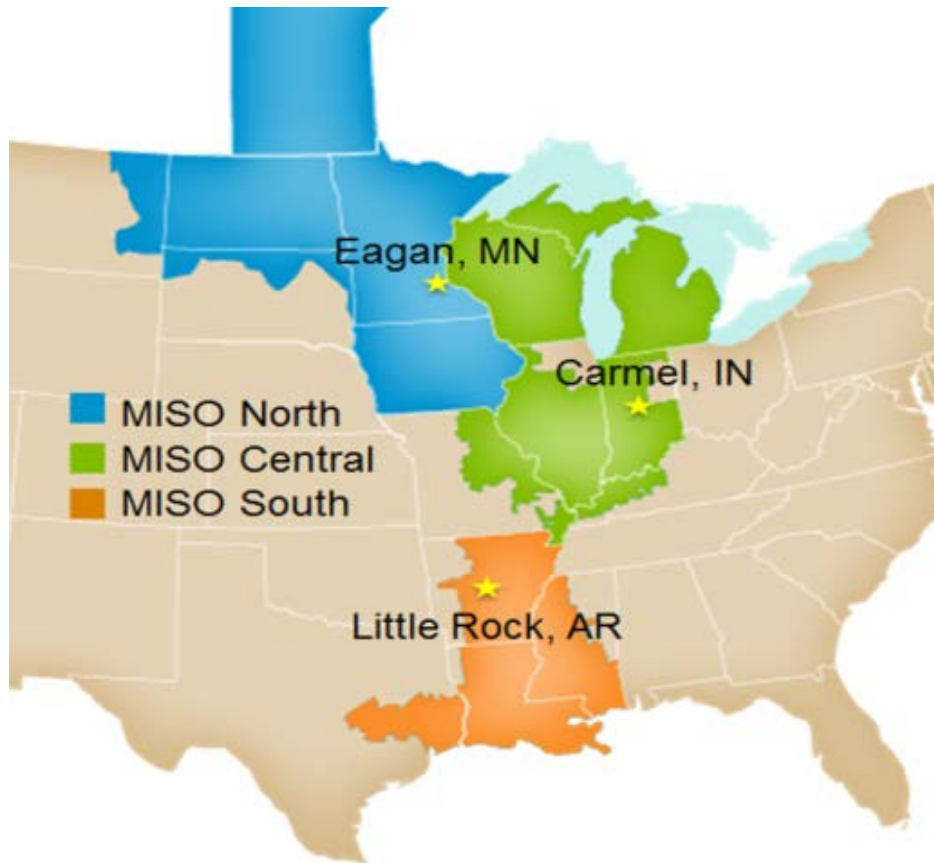 Eagan, MN
Carmel, IN
MISO North
MISO Central
MISO South
Little Rock, AR